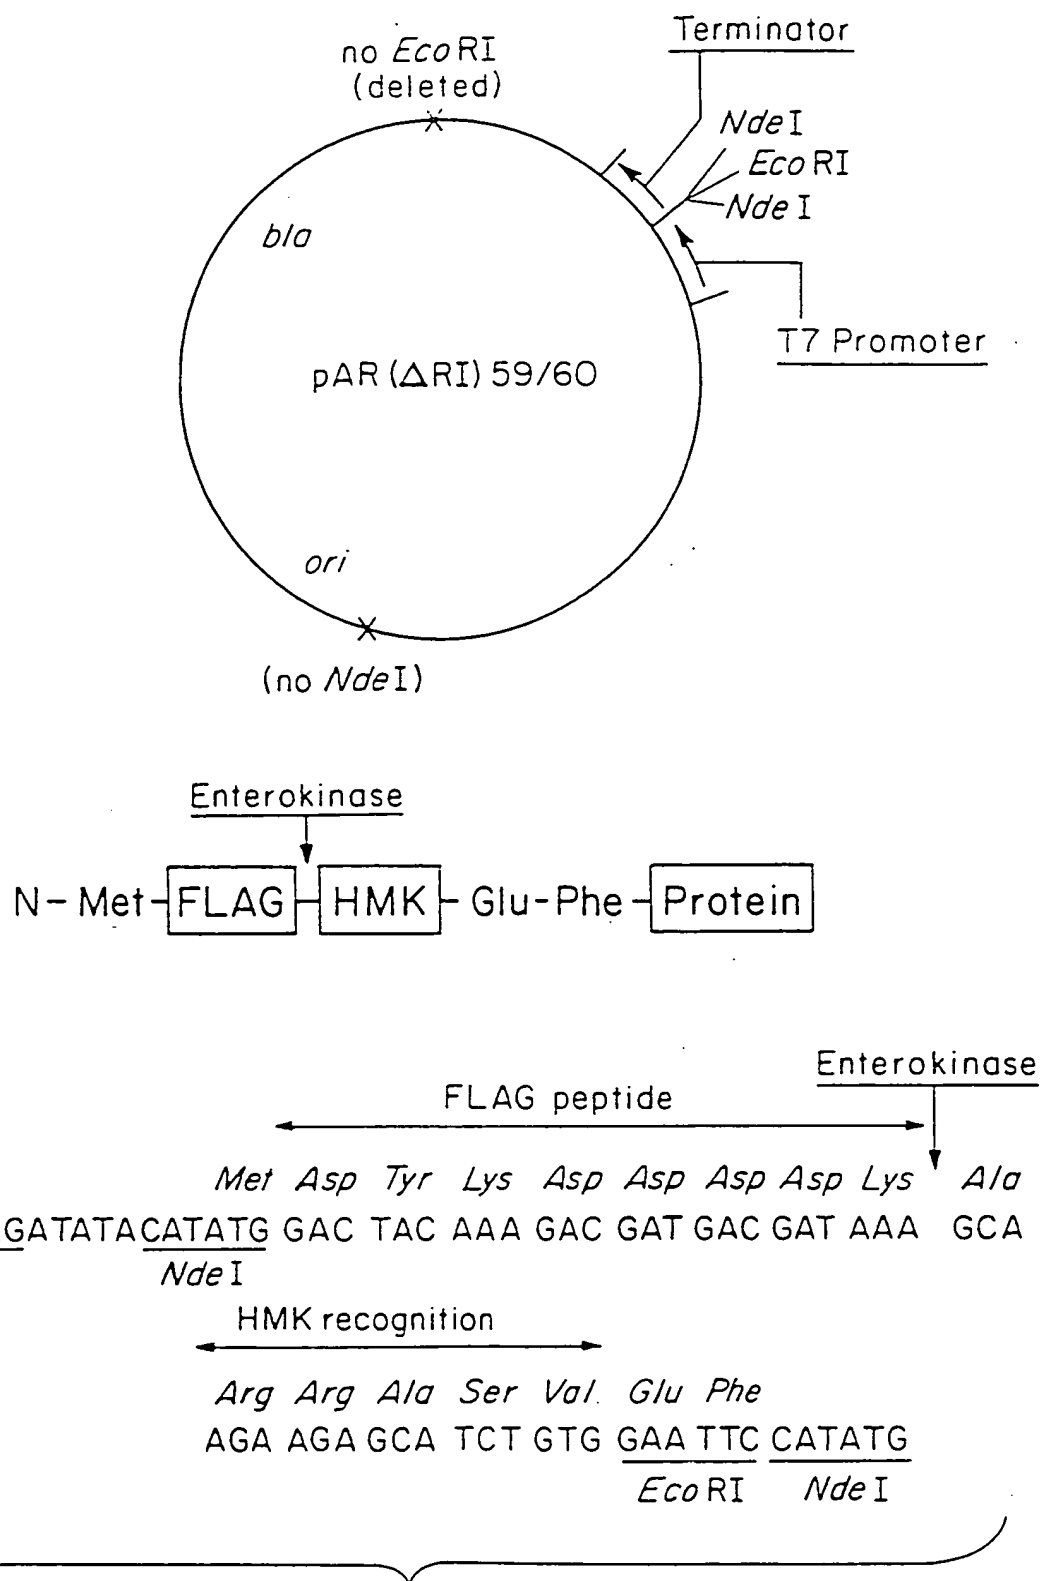 Terminator
no EcoRI
(deleted)
NdeI
EcoRI
NdeI
bla
T7 Promoter
pAR(ΔRI)59/60
ori
(no NdeI)
Enterokinase
N-Met-FLAG-HMK-Glu-Phe-Protein
Enterokinase
FLAG peptide
Met Asp Tyr Lys Asp Asp Asp Asp Lys Ala
GATATACATATG GAC TAC AAA GAC GAT GAC GAT AAA GCA
NdeI
HMK recognition
Arg Arg Ala Ser Val Glu Phe
AGA AGA GCA TCT GTG GAA TTC CATATG
EcoRI NdeI